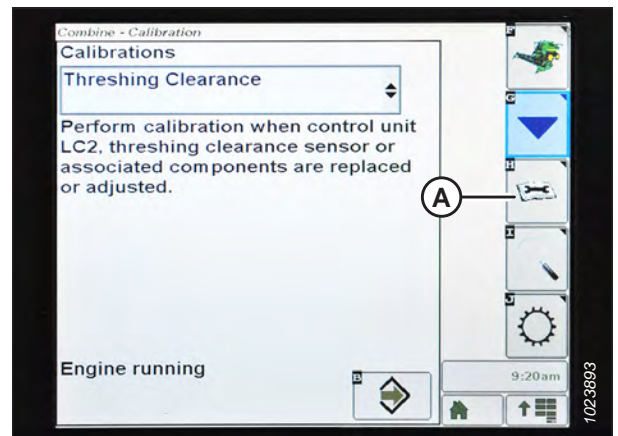 Combine - Calibration
Calibrations
Threshing Clearance
Perform calibration when control unit
LC2, threshing clearance sensor or
associated components are replaced
or adjusted.
Engine running
B
F
G
H
I
J
A
9:20am
1023893